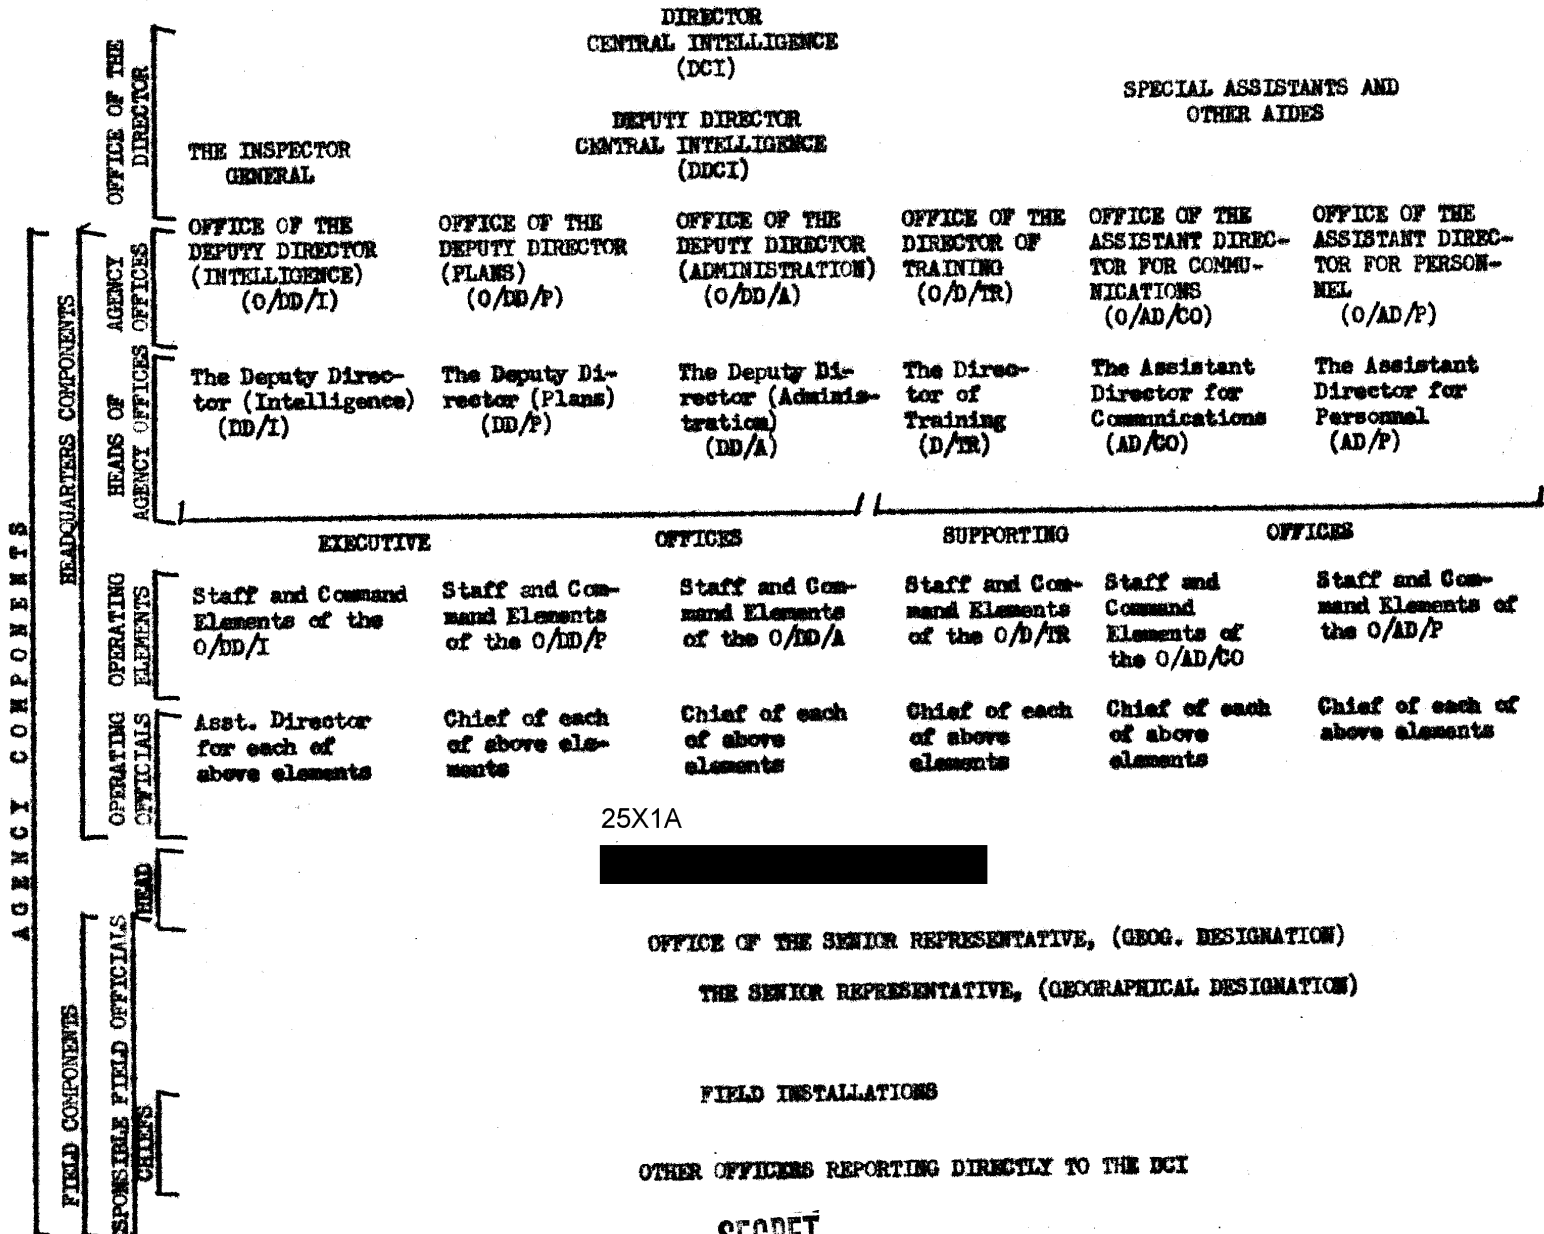 DIRECTOR
CENTRAL INTELLIGENCE
(DCI)
DEPUTY DIRECTOR
CENTRAL INTELLIGENCE
(DDCI)
SPECIAL ASSISTANTS AND
OTHER AIDES
THE INSPECTOR
GENERAL
OFFICE OF THE
DIRECTOR
AGENCY COMPONENTS
HEADQUARTERS COMPONENTS
AGENCY
OFFICES
OFFICE OF THE
DEPUTY DIRECTOR
(INTELLIGENCE)
(O/DD/I)
OFFICE OF THE
DEPUTY DIRECTOR
(PLANS)
(O/DD/P)
OFFICE OF THE
DEPUTY DIRECTOR
(ADMINISTRATION)
(O/DD/A)
OFFICE OF THE
DIRECTOR OF
TRAINING
(O/D/TR)
OFFICE OF THE
ASSISTANT DIREC-
TOR FOR COMMU-
NICATIONS
(O/AD/CO)
OFFICE OF THE
ASSISTANT DIREC-
TOR FOR PERSON-
NEL
(O/AD/P)
HEADS OF
AGENCY OFFICES
The Deputy Direc-
tor (Intelligence)
(DD/I)
The Deputy Di-
rector (Plans)
(DD/P)
The Deputy Di-
rector (Adminis-
tration)
(DD/A)
The Direc-
tor of
Training
(D/TR)
The Assistant
Director for
Communications
(AD/CO)
The Assistant
Director for
Personnel
(AD/P)
EXECUTIVE OFFICES SUPPORTING OFFICES
OPERATING
ELEMENTS
Staff and Command
Elements of the
O/DD/I
Staff and Com-
mand Elements
of the O/DD/P
Staff and Com-
mand Elements
of the O/DD/A
Staff and Com-
mand Elements
of the O/D/TR
Staff and
Command
Elements of
the O/AD/CO
Staff and Com-
mand Elements of
the O/AD/P
OPERATING
OFFICIALS
Asst. Director
for each of
above elements
Chief of each
of above ele-
ments
Chief of each
of above
elements
Chief of each
of above
elements
Chief of each
of above
elements
Chief of each of
above elements
25X1A
FIELD COMPONENTS
SPONSIBLE FIELD OFFICIALS
HEAD
OFFICE OF THE SENIOR REPRESENTATIVE, (GEOG. DESIGNATION)
THE SENIOR REPRESENTATIVE, (GEOGRAPHICAL DESIGNATION)
CHIEFS
FIELD INSTALLATIONS
OTHER OFFICERS REPORTING DIRECTLY TO THE DCI
SECRET